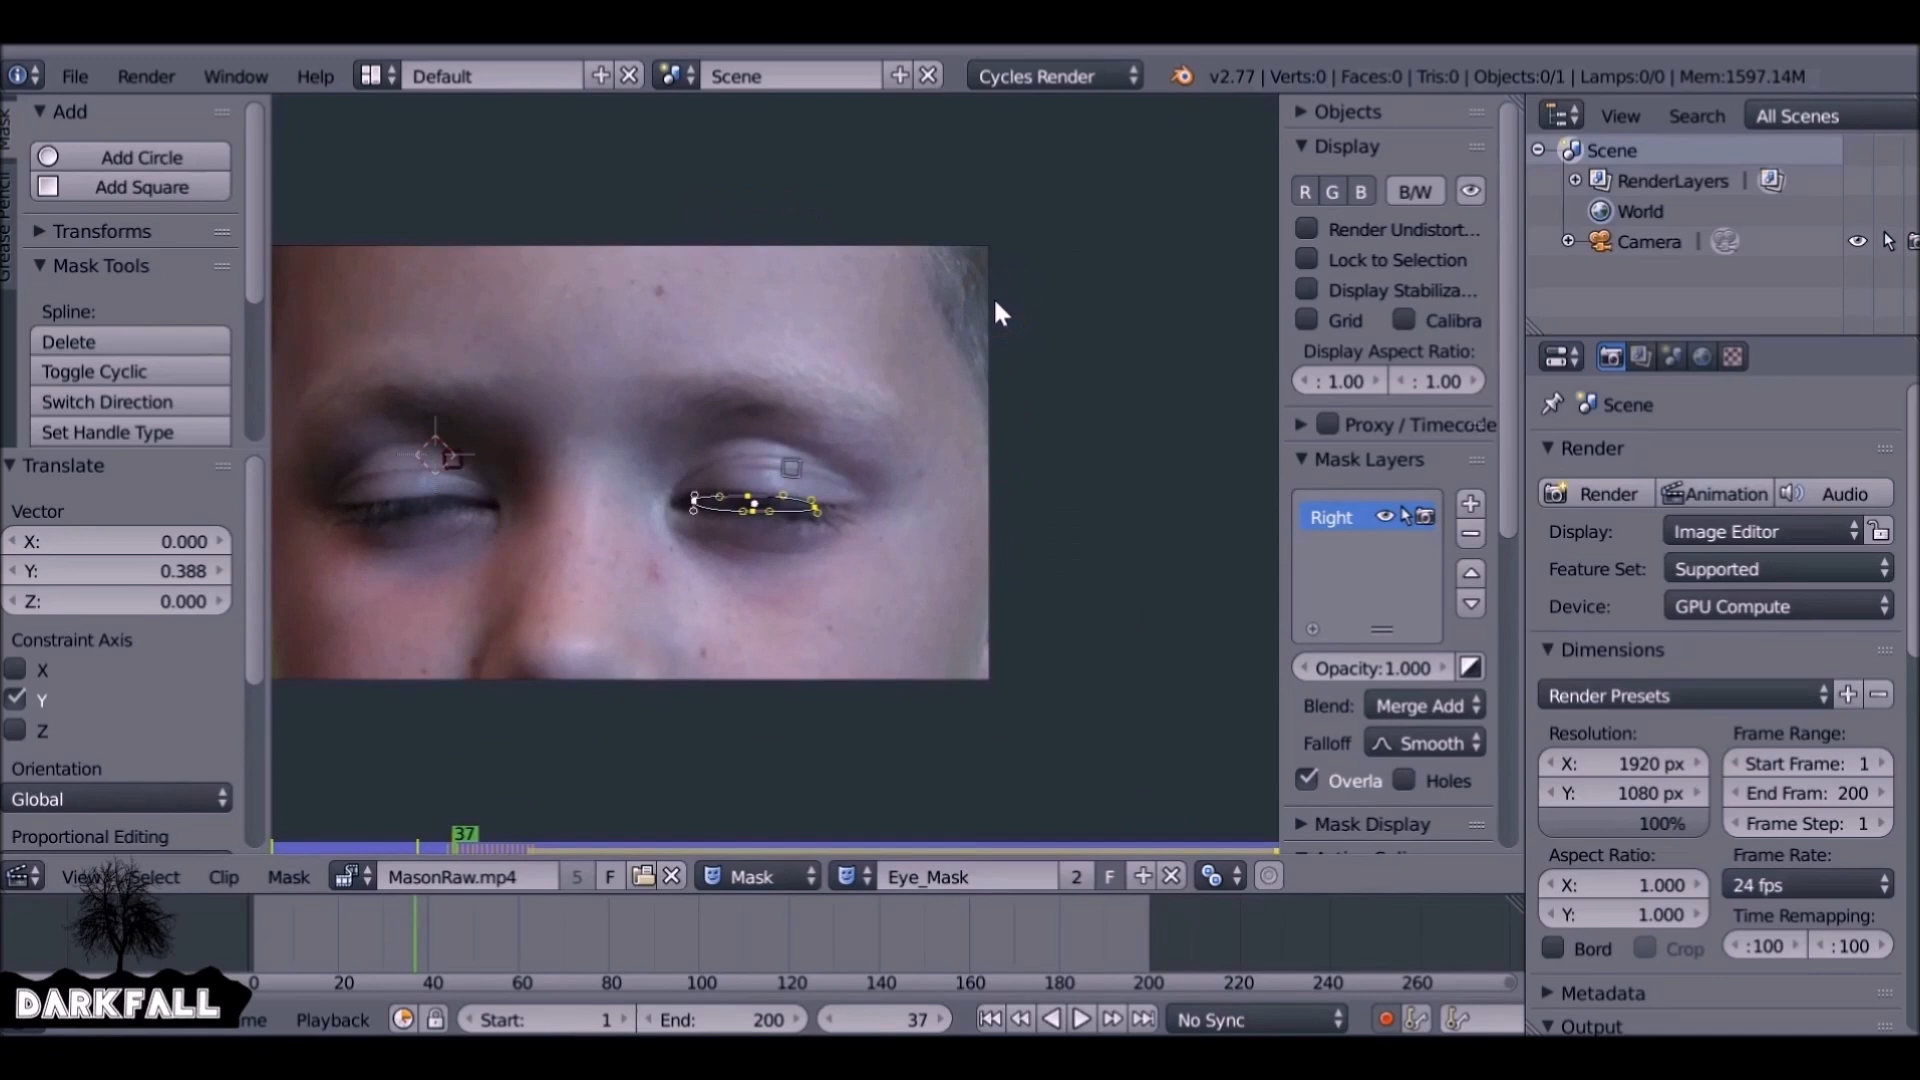 File Render Window Help Default Scene Cycles Render v2.77 | Verts:0 | Faces:0 | Tris:0 | Objects:0/1 | Lamps:0/0 | Mem:1597.14M
Mask
Grease Pencil
Add
Add Circle
Add Square
Transforms
Mask Tools
Spline:
Delete
Toggle Cyclic
Switch Direction
Set Handle Type
Translate
Vector
X: 0.000
Y: 0.388
Z: 0.000
Constraint Axis
X
Y
Z
Orientation
Global
Proportional Editing
37
Objects
Display
R G B B/W
Render Undistort...
Lock to Selection
Display Stabiliza...
Grid Calibra
Display Aspect Ratio:
: 1.00 : 1.00
Proxy / Timecode
Mask Layers
Right
Opacity: 1.000
Blend: Merge Add
Falloff Smooth
Overla Holes
Mask Display
View Select Clip Mask MasonRaw.mp4 5 F Mask Eye_Mask 2 F
0 20 40 60 80 100 120 140 160 180 200 220 240 260
DARKFALL
me Playback Start: 1 End: 200 37 No Sync
View Search All Scenes
Scene
RenderLayers |
World
Camera |
Scene
Render
Render Animation Audio
Display: Image Editor
Feature Set: Supported
Device: GPU Compute
Dimensions
Render Presets
Resolution: Frame Range:
X: 1920 px Start Frame: 1
Y: 1080 px End Fram: 200
100% Frame Step: 1
Aspect Ratio: Frame Rate:
X: 1.000 24 fps
Y: 1.000 Time Remapping:
Bord Crop :100 :100
Metadata
Output